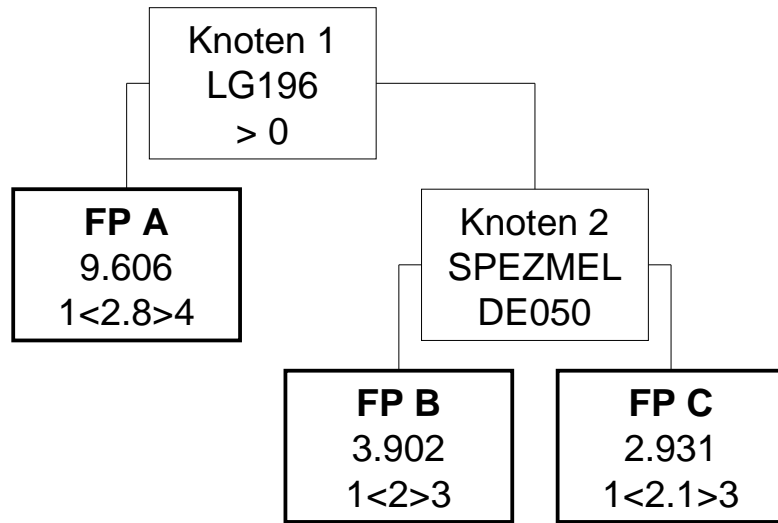 Knoten 1
LG196
> 0
FP A
9.606
1<2.8>4
Knoten 2
SPEZMEL
DE050
FP B
3.902
1<2>3
FP C
2.931
1<2.1>3